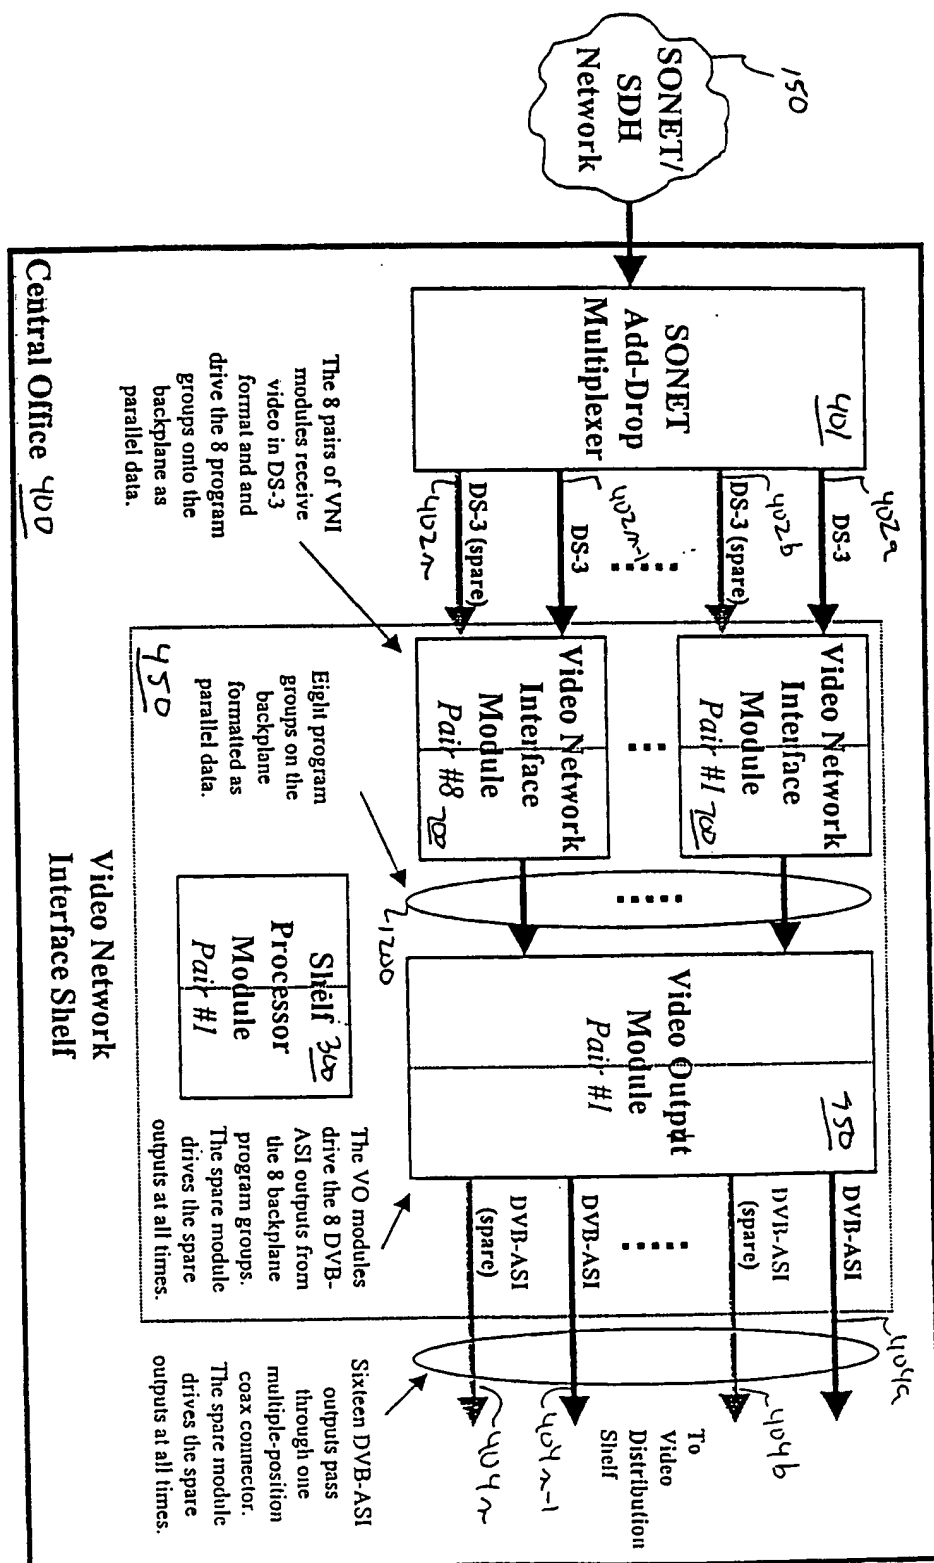 150
SONET/
SDH
Network
Central Office 400
SONET
Add-Drop
Multiplexer
401
402a
DS-3
402b
DS-3 (spare)
402n-1
DS-3
DS-3 (spare)
402n
The 8 pairs of VNI
modules receive
video in DS-3
format and and
drive the 8 program
groups onto the
backplane as
parallel data.
Video Network
Interface
Module
Pair #1 700
Video Network
Interface
Module
Pair #8 700
450
Eight program
groups on the
backplane
formatted as
parallel data.
1200
Video Output
Module
Pair #1
750
Shelf 300
Processor
Module
Pair #1
Video Network
Interface Shelf
DVB-ASI
DVB-ASI
(spare)
DVB-ASI
DVB-ASI
(spare)
The VO modules
drive the 8 DVB-
ASI outputs from
the 8 backplane
program groups.
The spare module
drives the spare
outputs at all times.
404a
404b
404n-1
404n
To
Video
Distribution
Shelf
Sixteen DVB-ASI
outputs pass
through one
multiple-position
coax connector.
The spare module
drives the spare
outputs at all times.